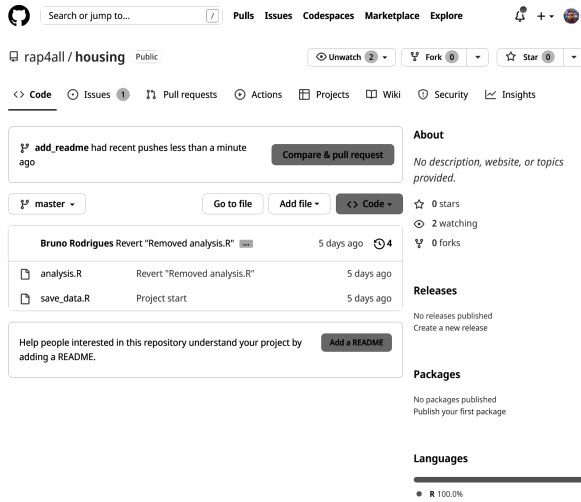 Search or jump to... /
Pulls Issues Codespaces Marketplace Explore
rap4all / housing Public
Unwatch 2 Fork 0 Star 0
Code Issues 1 Pull requests Actions Projects Wiki Security Insights
add_readme had recent pushes less than a minute
ago
Compare & pull request
master Go to file Add file Code
Bruno Rodrigues Revert "Removed analysis.R" ... 5 days ago 4
analysis.R Revert "Removed analysis.R" 5 days ago
save_data.R Project start 5 days ago
Help people interested in this repository understand your project by
adding a README.
Add a README
About
No description, website, or topics
provided.
0 stars
2 watching
0 forks
Releases
No releases published
Create a new release
Packages
No packages published
Publish your first package
Languages
R 100.0%